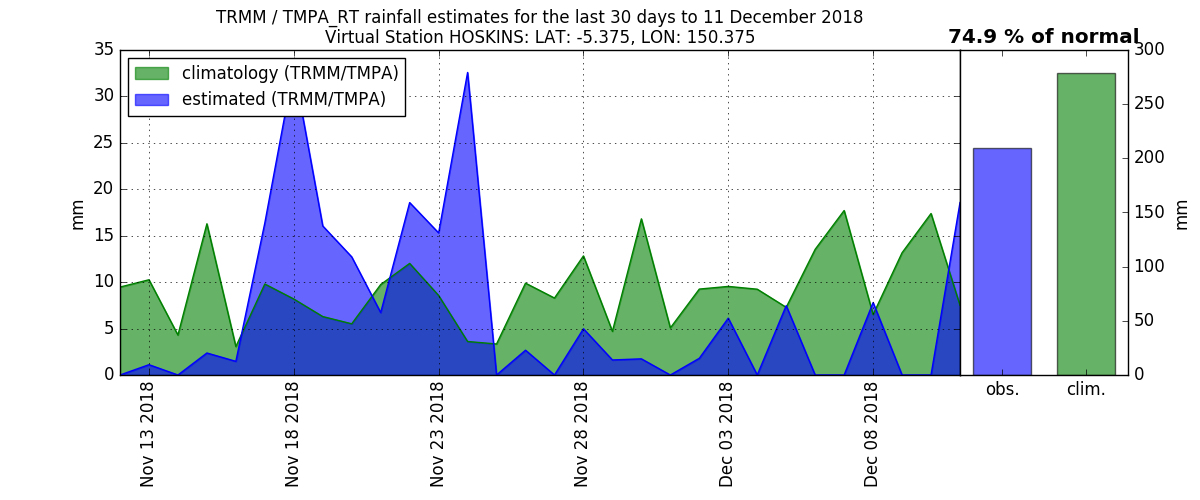 TRMM / TMPA_RT rainfall estimates for the last 30 days to 11 December 2018
Virtual Station HOSKINS: LAT: -5.375, LON: 150.375
74.9 % of normal
climatology (TRMM/TMPA)
estimated (TRMM/TMPA)
35
30
25
20
15
10
5
0
mm
Nov 13 2018
Nov 18 2018
Nov 23 2018
Nov 28 2018
Dec 03 2018
Dec 08 2018
obs.
clim.
300
250
200
150
100
50
0
mm